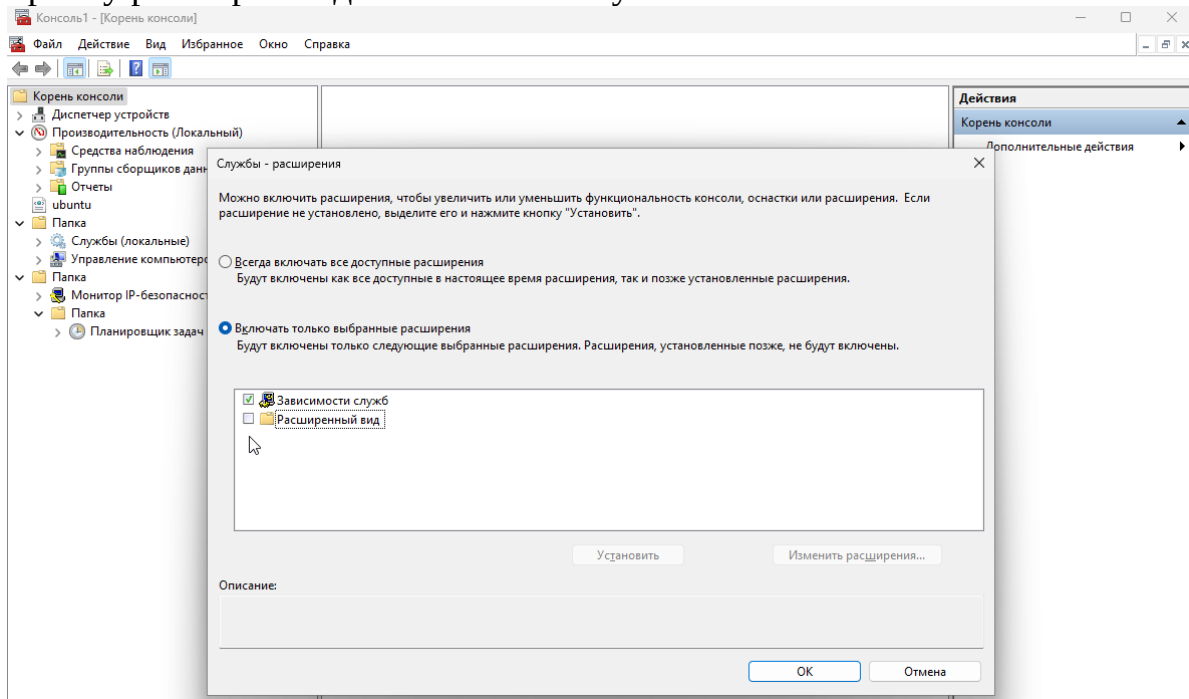 Консоль1 - [Корень консоли]
Файл Действие Вид Избранное Окно Справка
Корень консоли
Диспетчер устройств
Производительность (Локальный)
Средства наблюдения
Группы сборщиков данн
Отчеты
ubuntu
Папка
Службы (локальные)
Управление компьютеро
Папка
Монитор IP-безопасност
Папка
Планировщик задач
Действия
Корень консоли
Дополнительные действия
Службы - расширения
Можно включить расширения, чтобы увеличить или уменьшить функциональность консоли, оснастки или расширения. Если
расширение не установлено, выделите его и нажмите кнопку "Установить".
Всегда включать все доступные расширения
Будут включены как все доступные в настоящее время расширения, так и позже установленные расширения.
Включать только выбранные расширения
Будут включены только следующие выбранные расширения. Расширения, установленные позже, не будут включены.
Зависимости служб
Расширенный вид
Установить
Изменить расширения...
Описание:
ОК
Отмена